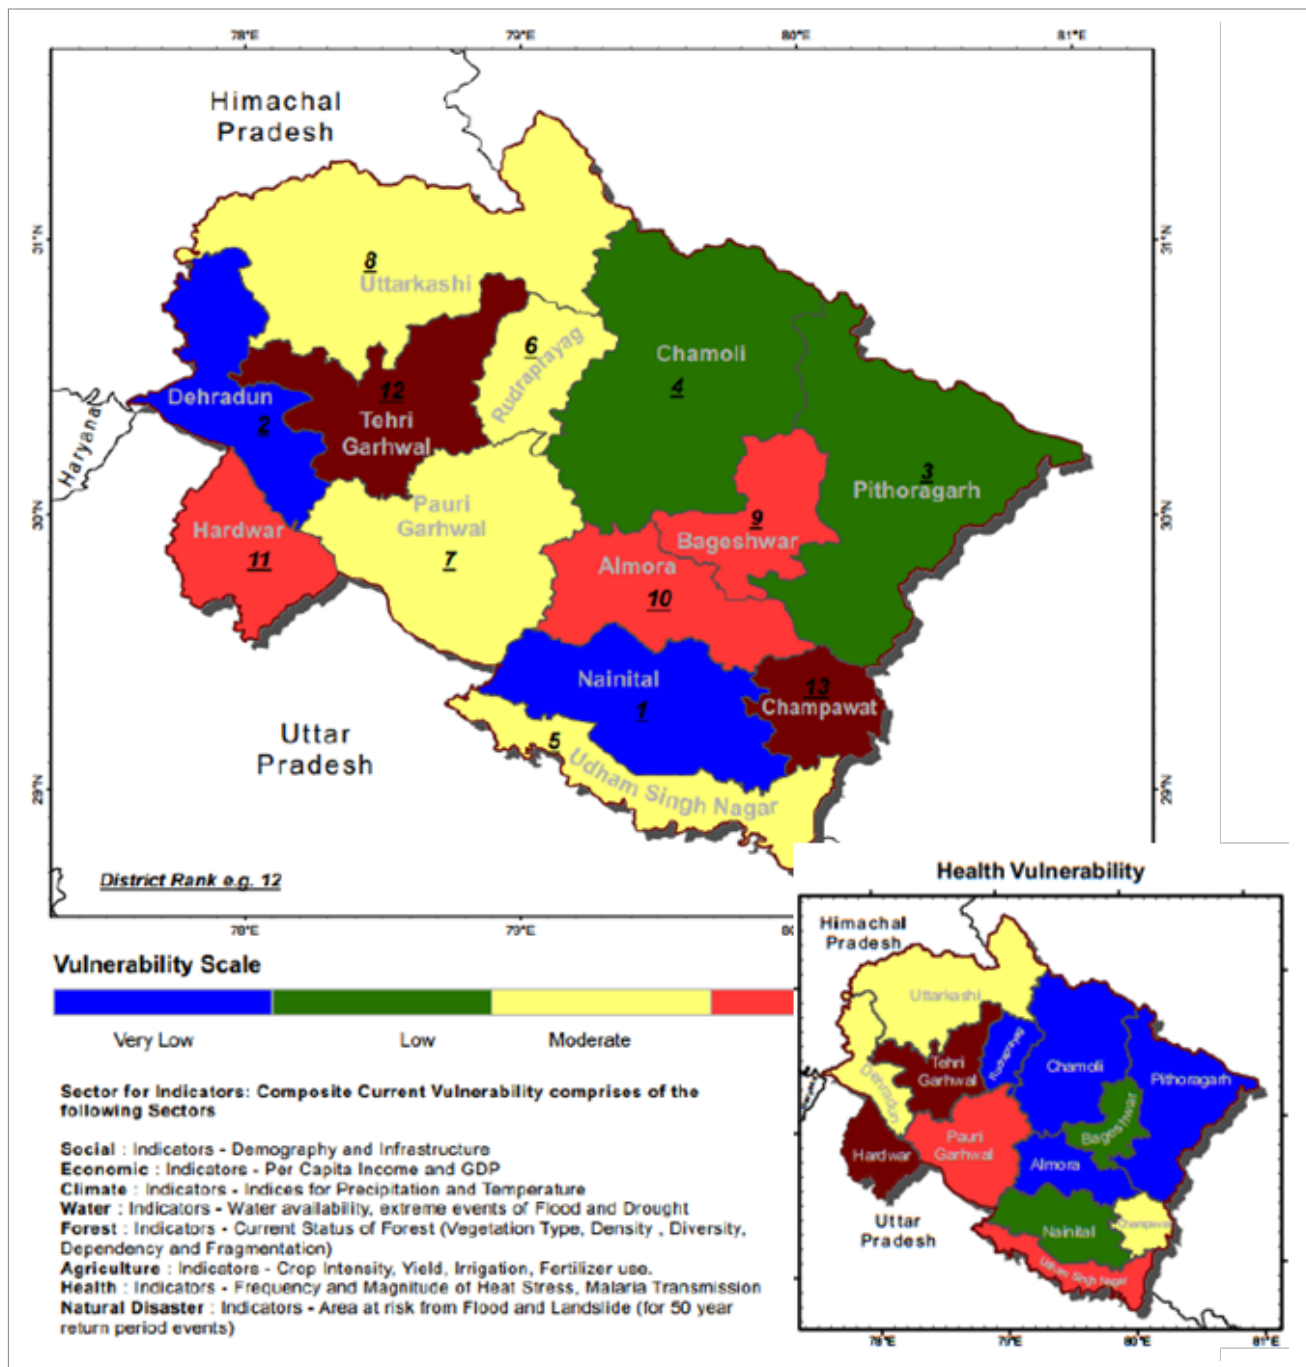 78°E 79°E 80°E 81°E
Himachal
Pradesh
31°N
31°N
8
Uttarkashi
6
Rudraprayag
Chamoli
4
12
Tehri
Garhwal
Dehradun
2
Haryana
3
Pithoragarh
30°N
30°N
Pauri
Garhwal
7
Hardwar
11
9
Bageshwar
Almora
10
Nainital
1
13
Champawat
5
Udham Singh Nagar
Uttar
Pradesh
29°N
29°N
District Rank e.g. 12
78°E 79°E
Vulnerability Scale
Very Low Low Moderate
Sector for Indicators: Composite Current Vulnerability comprises of the
following Sectors
Social : Indicators - Demography and Infrastructure
Economic : Indicators - Per Capita Income and GDP
Climate : Indicators - Indices for Precipitation and Temperature
Water : Indicators - Water availability, extreme events of Flood and Drought
Forest : Indicators - Current Status of Forest (Vegetation Type, Density , Diversity,
Dependency and Fragmentation)
Agriculture : Indicators - Crop Intensity, Yield, Irrigation, Fertilizer use.
Health : Indicators - Frequency and Magnitude of Heat Stress, Malaria Transmission
Natural Disaster : Indicators - Area at risk from Flood and Landslide (for 50 year
return period events)
Health Vulnerability
78°E 79°E 80°E 81°E
Himachal
Pradesh
Uttarkashi
Rudraprayag
Tehri
Garhwal
Chamoli
Pithoragarh
Dehradun
Bageshwar
Pauri
Garhwal
Hardwar
Almora
Uttar
Pradesh
Nainital
Champawat
Udham Singh Nagar
78°E 79°E 80°E 81°E